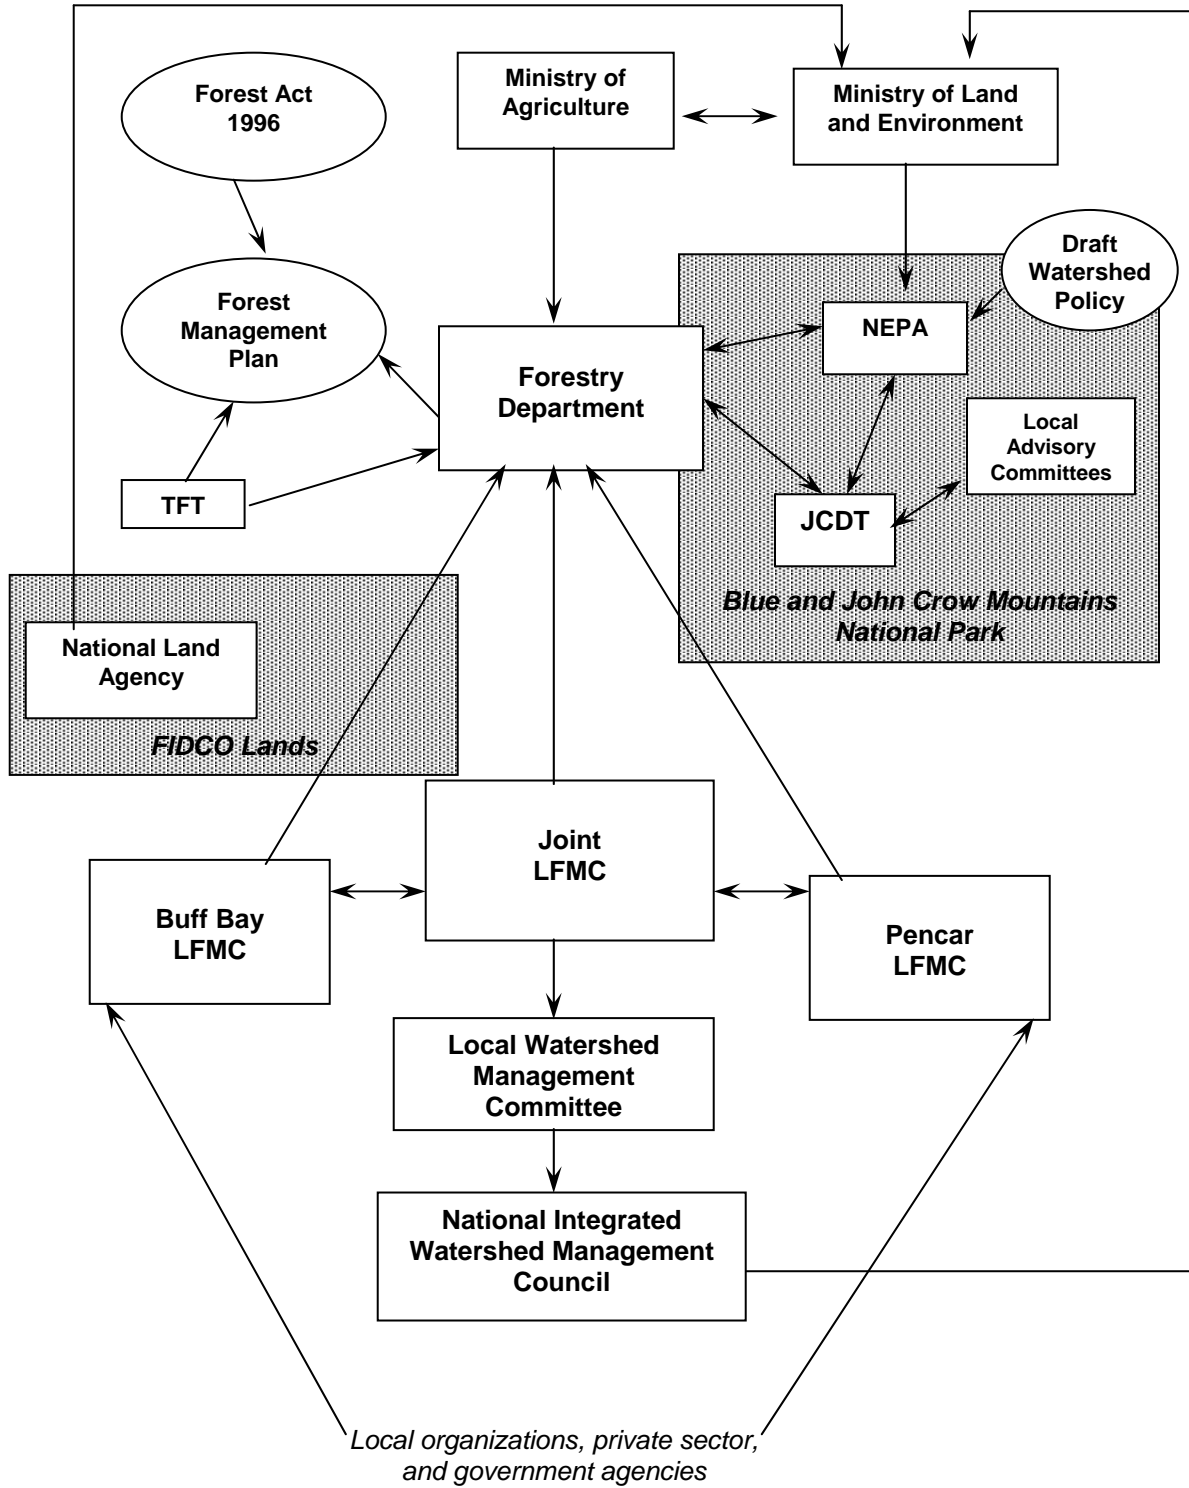 Forest Act
1996
Ministry of
Agriculture
Ministry of Land
and Environment
Draft
Watershed
Policy
Forest
Management
Plan
NEPA
Forestry
Department
Local
Advisory
Committees
TFT
JCDT
Blue and John Crow Mountains
National Park
National Land
Agency
FIDCO Lands
Joint
LFMC
Buff Bay
LFMC
Pencar
LFMC
Local Watershed
Management
Committee
National Integrated
Watershed Management
Council
Local organizations, private sector,
and government agencies